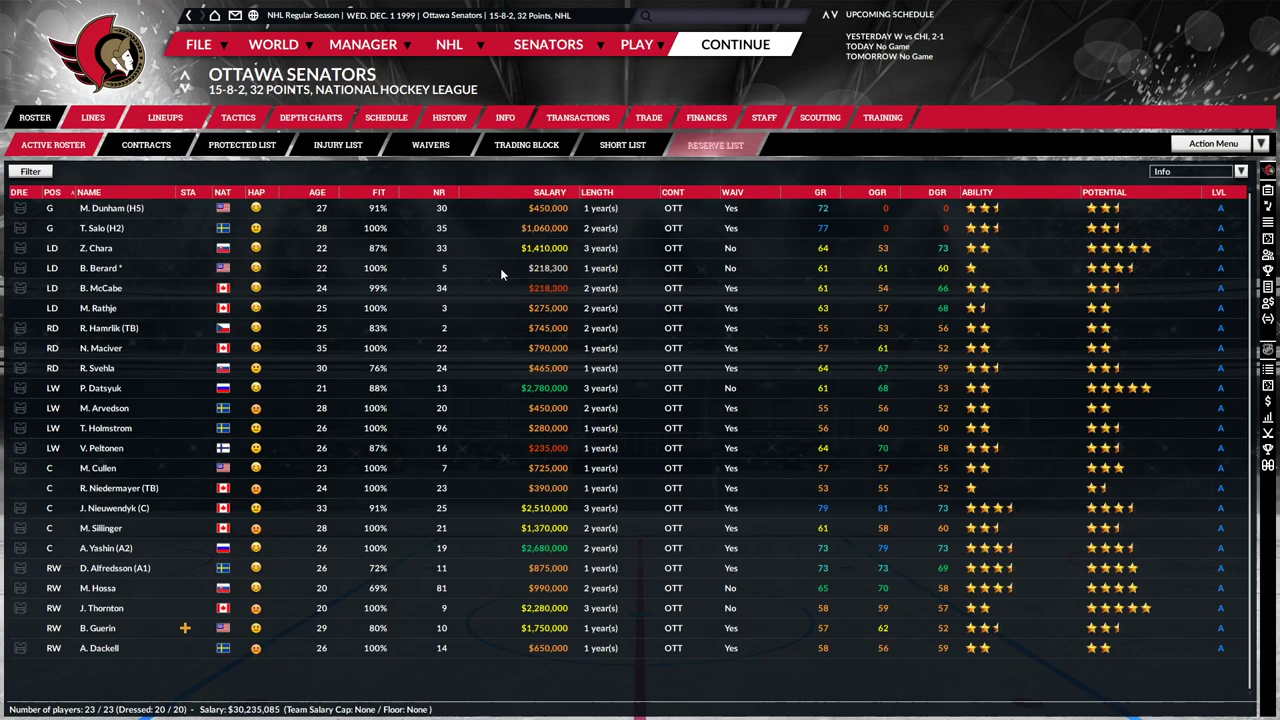 NHL Regular Season | WED. DEC. 1 1999 | Ottawa Senators | 15-8-2, 32 Points, NHL
UPCOMING SCHEDULE
YESTERDAY W vs CHI, 2-1
TODAY No Game
TOMORROW No Game
FILE WORLD MANAGER NHL SENATORS PLAY CONTINUE
OTTAWA SENATORS
15-8-2, 32 POINTS, NATIONAL HOCKEY LEAGUE
ROSTER LINES LINEUPS TACTICS DEPTH CHARTS SCHEDULE HISTORY INFO TRANSACTIONS TRADE FINANCES STAFF SCOUTING TRAINING
ACTIVE ROSTER CONTRACTS PROTECTED LIST INJURY LIST WAIVERS TRADING BLOCK SHORT LIST RESERVE LIST Action Menu
Filter Info
DRE POS NAME STA NAT HAP AGE FIT NR SALARY LENGTH CONT WAIV GR OGR DGR ABILITY POTENTIAL LVL
G M. Dunham (H5) 27 91% 30 $450,000 1 year(s) OTT Yes 72 0 0 A
G T. Salo (H2) 28 100% 35 $1,060,000 2 year(s) OTT Yes 77 0 0 A
LD Z. Chara 22 87% 33 $1,410,000 3 year(s) OTT No 64 53 73 A
LD B. Berard * 22 100% 5 $218,300 1 year(s) OTT No 61 61 60 A
LD B. McCabe 24 99% 34 $218,300 2 year(s) OTT Yes 61 54 66 A
LD M. Rathje 25 100% 3 $275,000 1 year(s) OTT Yes 63 57 68 A
RD R. Hamrlik (TB) 25 83% 2 $745,000 2 year(s) OTT Yes 55 53 56 A
RD N. Maciver 35 100% 22 $790,000 1 year(s) OTT Yes 57 61 52 A
RD R. Svehla 30 76% 24 $465,000 1 year(s) OTT Yes 64 67 59 A
LW P. Datsyuk 21 88% 13 $2,780,000 3 year(s) OTT No 61 68 53 A
LW M. Arvedson 28 100% 20 $450,000 2 year(s) OTT Yes 55 56 52 A
LW T. Holmstrom 26 100% 96 $280,000 1 year(s) OTT Yes 56 60 50 A
LW V. Peltonen 26 87% 16 $235,000 1 year(s) OTT Yes 64 70 58 A
C M. Cullen 23 100% 7 $725,000 1 year(s) OTT Yes 57 57 55 A
C R. Niedermayer (TB) 24 100% 23 $390,000 1 year(s) OTT Yes 53 55 52 A
C J. Nieuwendyk (C) 33 91% 25 $2,510,000 3 year(s) OTT Yes 79 81 73 A
C M. Sillinger 28 100% 21 $1,370,000 2 year(s) OTT Yes 61 58 60 A
C A. Yashin (A2) 26 100% 19 $2,680,000 2 year(s) OTT Yes 73 79 73 A
RW D. Alfredsson (A1) 26 72% 11 $875,000 1 year(s) OTT Yes 73 73 69 A
RW M. Hossa 20 69% 81 $990,000 2 year(s) OTT No 65 70 58 A
RW J. Thornton 20 100% 9 $2,280,000 3 year(s) OTT No 58 59 57 A
RW B. Guerin 29 80% 10 $1,750,000 1 year(s) OTT Yes 57 62 52 A
RW A. Dackell 26 100% 14 $650,000 1 year(s) OTT Yes 58 56 59 A
Number of players: 23 / 23 (Dressed: 20 / 20) - Salary: $30,235,085 (Team Salary Cap: None / Floor: None )